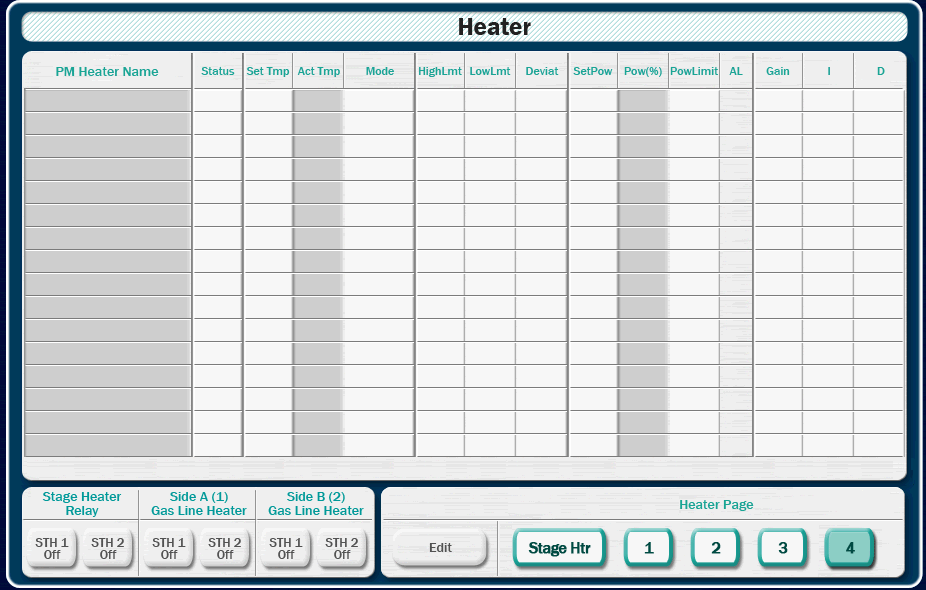 Heater
PM Heater Name Status Set Tmp Act Tmp Mode HighLmt LowLmt Deviat SetPow Pow(%) PowLimit AL Gain I D
Stage Heater
Relay
Side A (1)
Gas Line Heater
Side B (2)
Gas Line Heater
Heater Page
STH 1
Off
STH 2
Off
STH 1
Off
STH 2
Off
STH 1
Off
STH 2
Off
Edit
Stage Htr
1
2
3
4